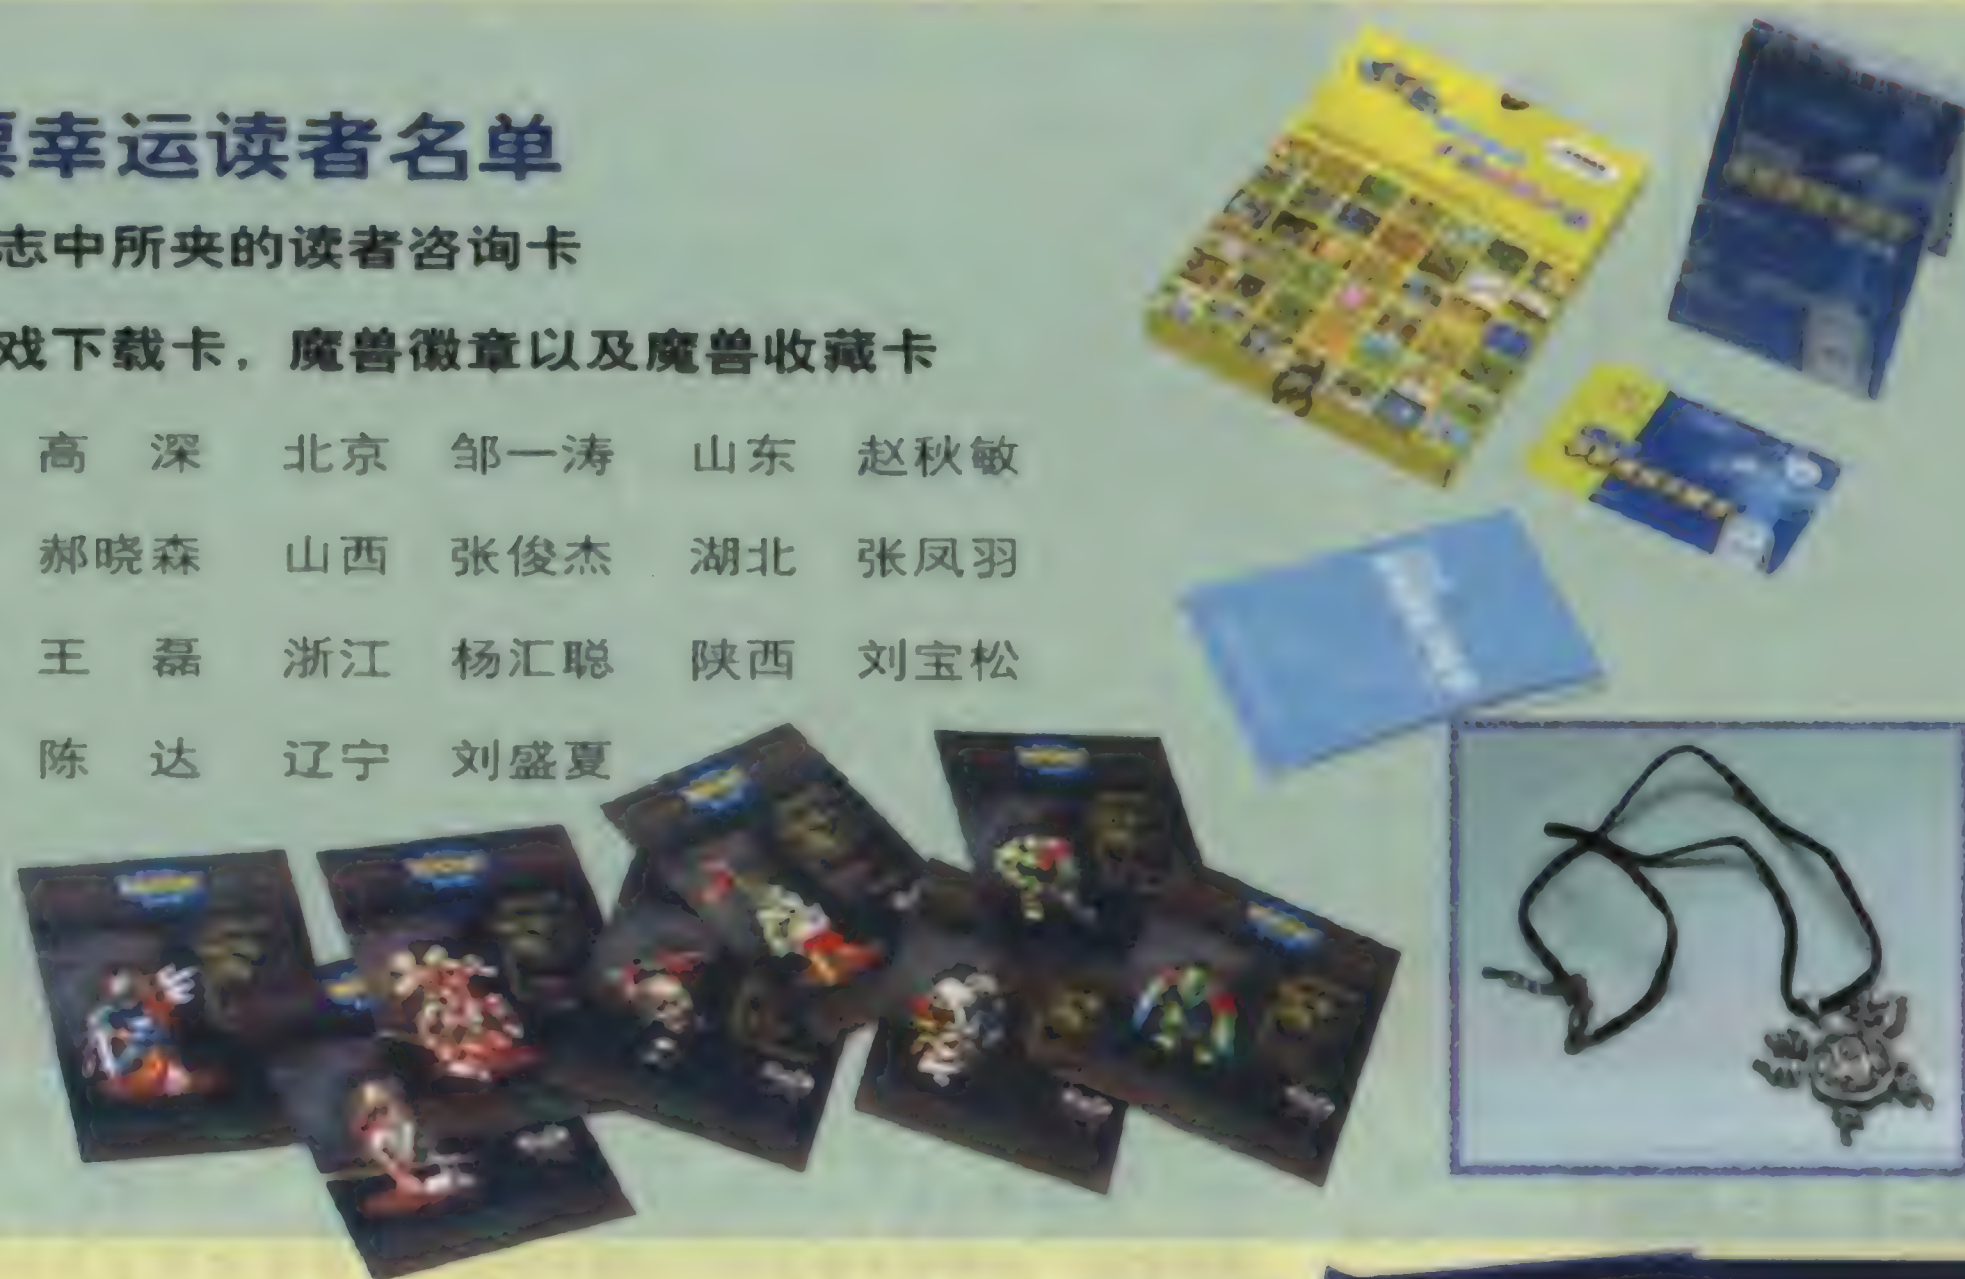 幸运读者名单
志中所夹的读者咨询卡
戏下载卡，魔兽徽章以及魔兽收藏卡
高 深 北京 邹一涛 山东 赵秋敏
郝晓森 山西 张俊杰 湖北 张凤羽
王 磊 浙江 杨汇聪 陕西 刘宝松
陈 达 辽宁 刘盛夏